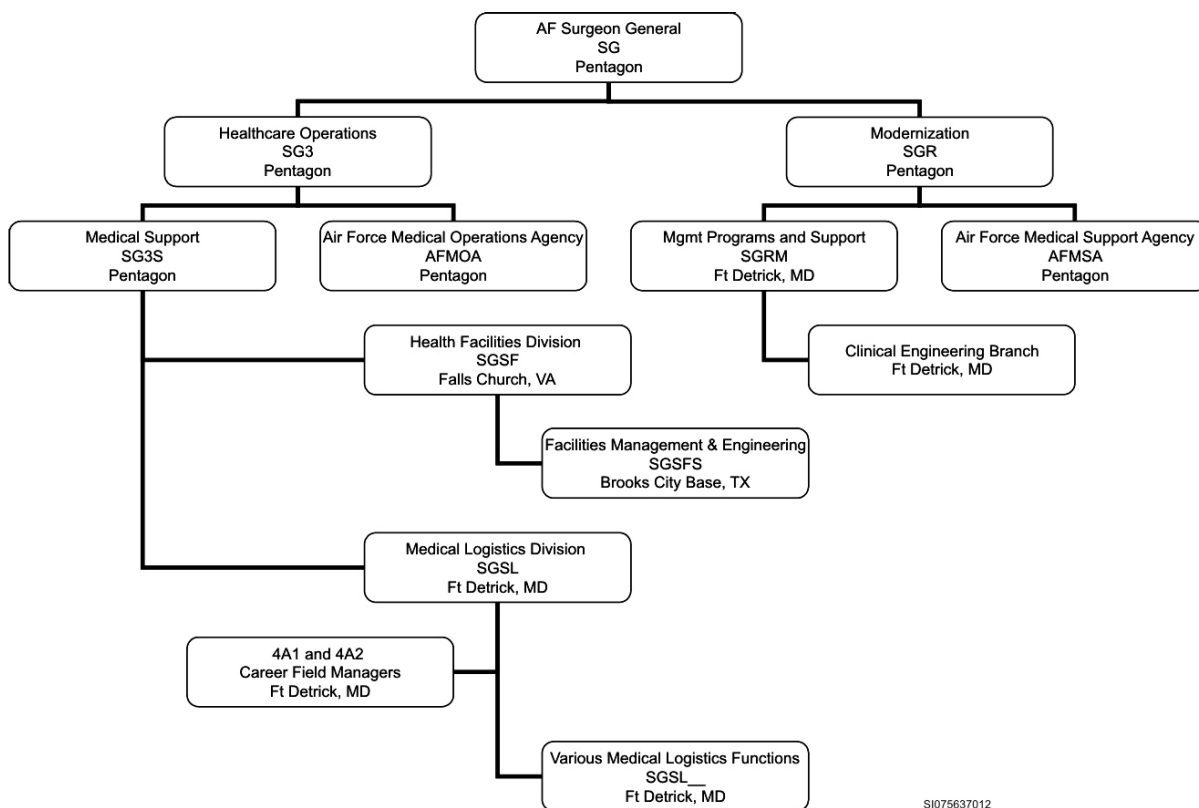 AF Surgeon General
SG
Pentagon
Healthcare Operations
SG3
Pentagon
Modernization
SGR
Pentagon
Medical Support
SG3S
Pentagon
Air Force Medical Operations Agency
AFMOA
Pentagon
Mgmt Programs and Support
SGRM
Ft Detrick, MD
Air Force Medical Support Agency
AFMSA
Pentagon
Health Facilities Division
SGSF
Falls Church, VA
Clinical Engineering Branch
Ft Detrick, MD
Facilities Management & Engineering
SGSFS
Brooks City Base, TX
Medical Logistics Division
SGSL
Ft Detrick, MD
4A1 and 4A2
Career Field Managers
Ft Detrick, MD
Various Medical Logistics Functions
SGSL__
Ft Detrick, MD
SI075637012